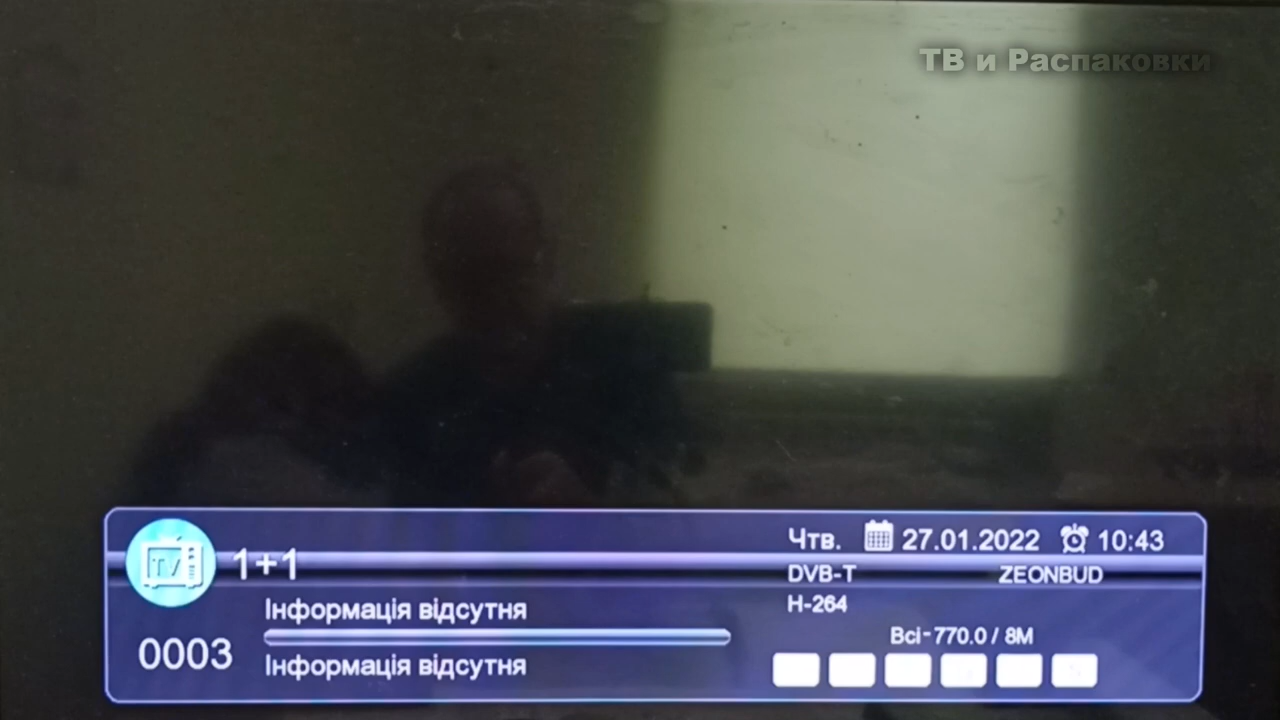 ТВ и Распаковки
Чтв. 27.01.2022 10:43
TV 1+1
DVB-T ZEONBUD
Інформація відсутня
H-264
0003
Всі-770.0 / 8M
Інформація відсутня